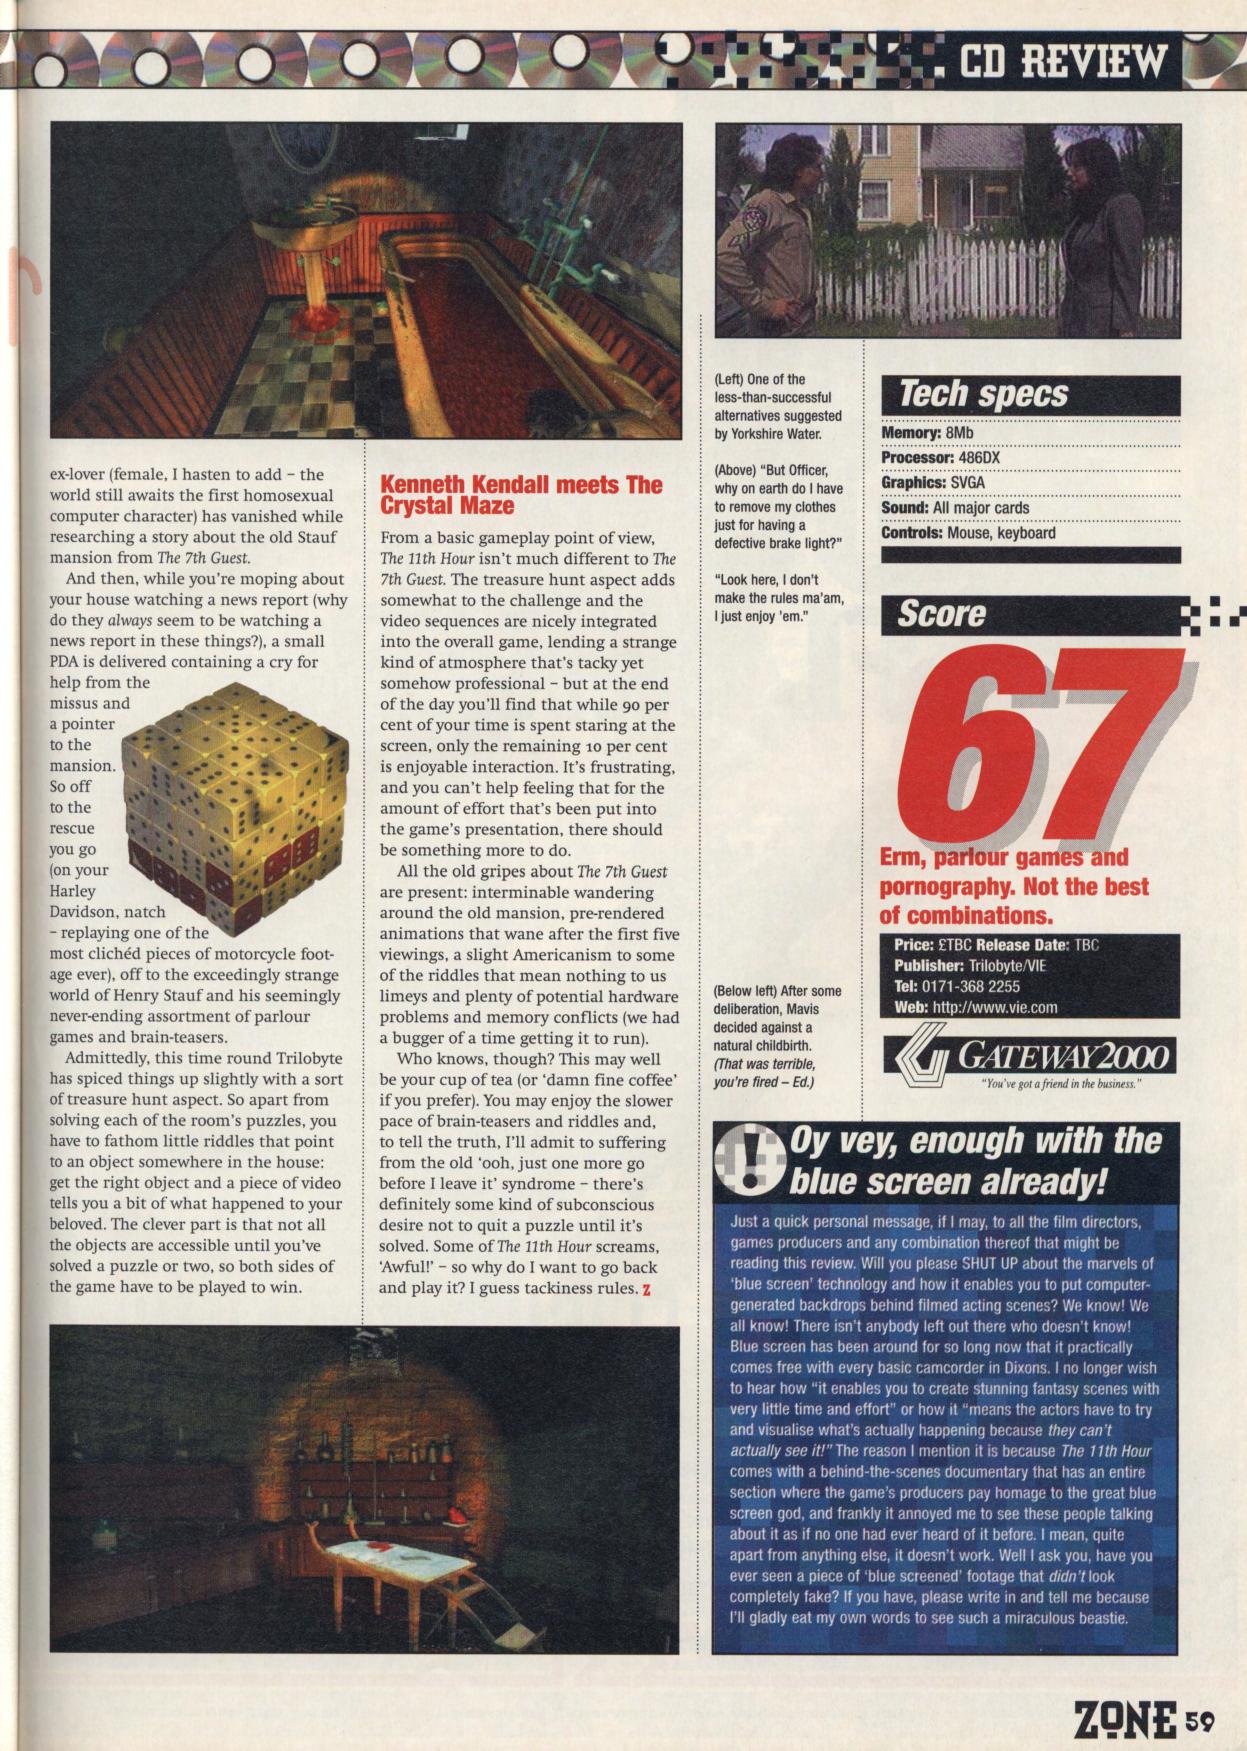 CD REVIEW
ex-lover (female, I hasten to add – the
world still awaits the first homosexual
computer character) has vanished while
researching a story about the old Stauf
mansion from The 7th Guest.
And then, while you're moping about
your house watching a news report (why
do they always seem to be watching a
news report in these things?), a small
PDA is delivered containing a cry for
help from the
missus and
a pointer
to the
mansion.
So off
to the
rescue
you go
(on your
Harley
Davidson, natch
– replaying one of the
most clichéd pieces of motorcycle foot-
age ever), off to the exceedingly strange
world of Henry Stauf and his seemingly
never-ending assortment of parlour
games and brain-teasers.
Admittedly, this time round Trilobyte
has spiced things up slightly with a sort
of treasure hunt aspect. So apart from
solving each of the room's puzzles, you
have to fathom little riddles that point
to an object somewhere in the house:
get the right object and a piece of video
tells you a bit of what happened to your
beloved. The clever part is that not all
the objects are accessible until you've
solved a puzzle or two, so both sides of
the game have to be played to win.
Kenneth Kendall meets The
Crystal Maze
From a basic gameplay point of view,
The 11th Hour isn't much different to The
7th Guest. The treasure hunt aspect adds
somewhat to the challenge and the
video sequences are nicely integrated
into the overall game, lending a strange
kind of atmosphere that's tacky yet
somehow professional – but at the end
of the day you'll find that while 90 per
cent of your time is spent staring at the
screen, only the remaining 10 per cent
is enjoyable interaction. It's frustrating,
and you can't help feeling that for the
amount of effort that's been put into
the game's presentation, there should
be something more to do.
All the old gripes about The 7th Guest
are present: interminable wandering
around the old mansion, pre-rendered
animations that wane after the first five
viewings, a slight Americanism to some
of the riddles that mean nothing to us
limeys and plenty of potential hardware
problems and memory conflicts (we had
a bugger of a time getting it to run).
Who knows, though? This may well
be your cup of tea (or 'damn fine coffee'
if you prefer). You may enjoy the slower
pace of brain-teasers and riddles and,
to tell the truth, I'll admit to suffering
from the old 'ooh, just one more go
before I leave it' syndrome – there's
definitely some kind of subconscious
desire not to quit a puzzle until it's
solved. Some of The 11th Hour screams,
'Awful!' – so why do I want to go back
and play it? I guess tackiness rules. Z
(Left) One of the
less-than-successful
alternatives suggested
by Yorkshire Water.
(Above) "But Officer,
why on earth do I have
to remove my clothes
just for having a
defective brake light?"
"Look here, I don't
make the rules ma'am,
I just enjoy 'em."
(Below left) After some
deliberation, Mavis
decided against a
natural childbirth.
(That was terrible,
you're fired – Ed.)
Tech specs
Memory: 8Mb
Processor: 486DX
Graphics: SVGA
Sound: All major cards
Controls: Mouse, keyboard
Score
67
Erm, parlour games and
pornography. Not the best
of combinations.
Price: £TBC Release Date: TBC
Publisher: Trilobyte/VIE
Tel: 0171-368 2255
Web: http://www.vie.com
GATEWAY2000
"You've got a friend in the business."
! Oy vey, enough with the
blue screen already!
Just a quick personal message, if I may, to all the film directors,
games producers and any combination thereof that might be
reading this review. Will you please SHUT UP about the marvels of
'blue screen' technology and how it enables you to put computer-
generated backdrops behind filmed acting scenes? We know! We
all know! There isn't anybody left out there who doesn't know!
Blue screen has been around for so long now that it practically
comes free with every basic camcorder in Dixons. I no longer wish
to hear how "it enables you to create stunning fantasy scenes with
very little time and effort" or how it "means the actors have to try
and visualise what's actually happening because they can't
actually see it!" The reason I mention it is because The 11th Hour
comes with a behind-the-scenes documentary that has an entire
section where the game's producers pay homage to the great blue
screen god, and frankly it annoyed me to see these people talking
about it as if no one had ever heard of it before. I mean, quite
apart from anything else, it doesn't work. Well I ask you, have you
ever seen a piece of 'blue screened' footage that didn't look
completely fake? If you have, please write in and tell me because
I'll gladly eat my own words to see such a miraculous beastie.
ZONE 59